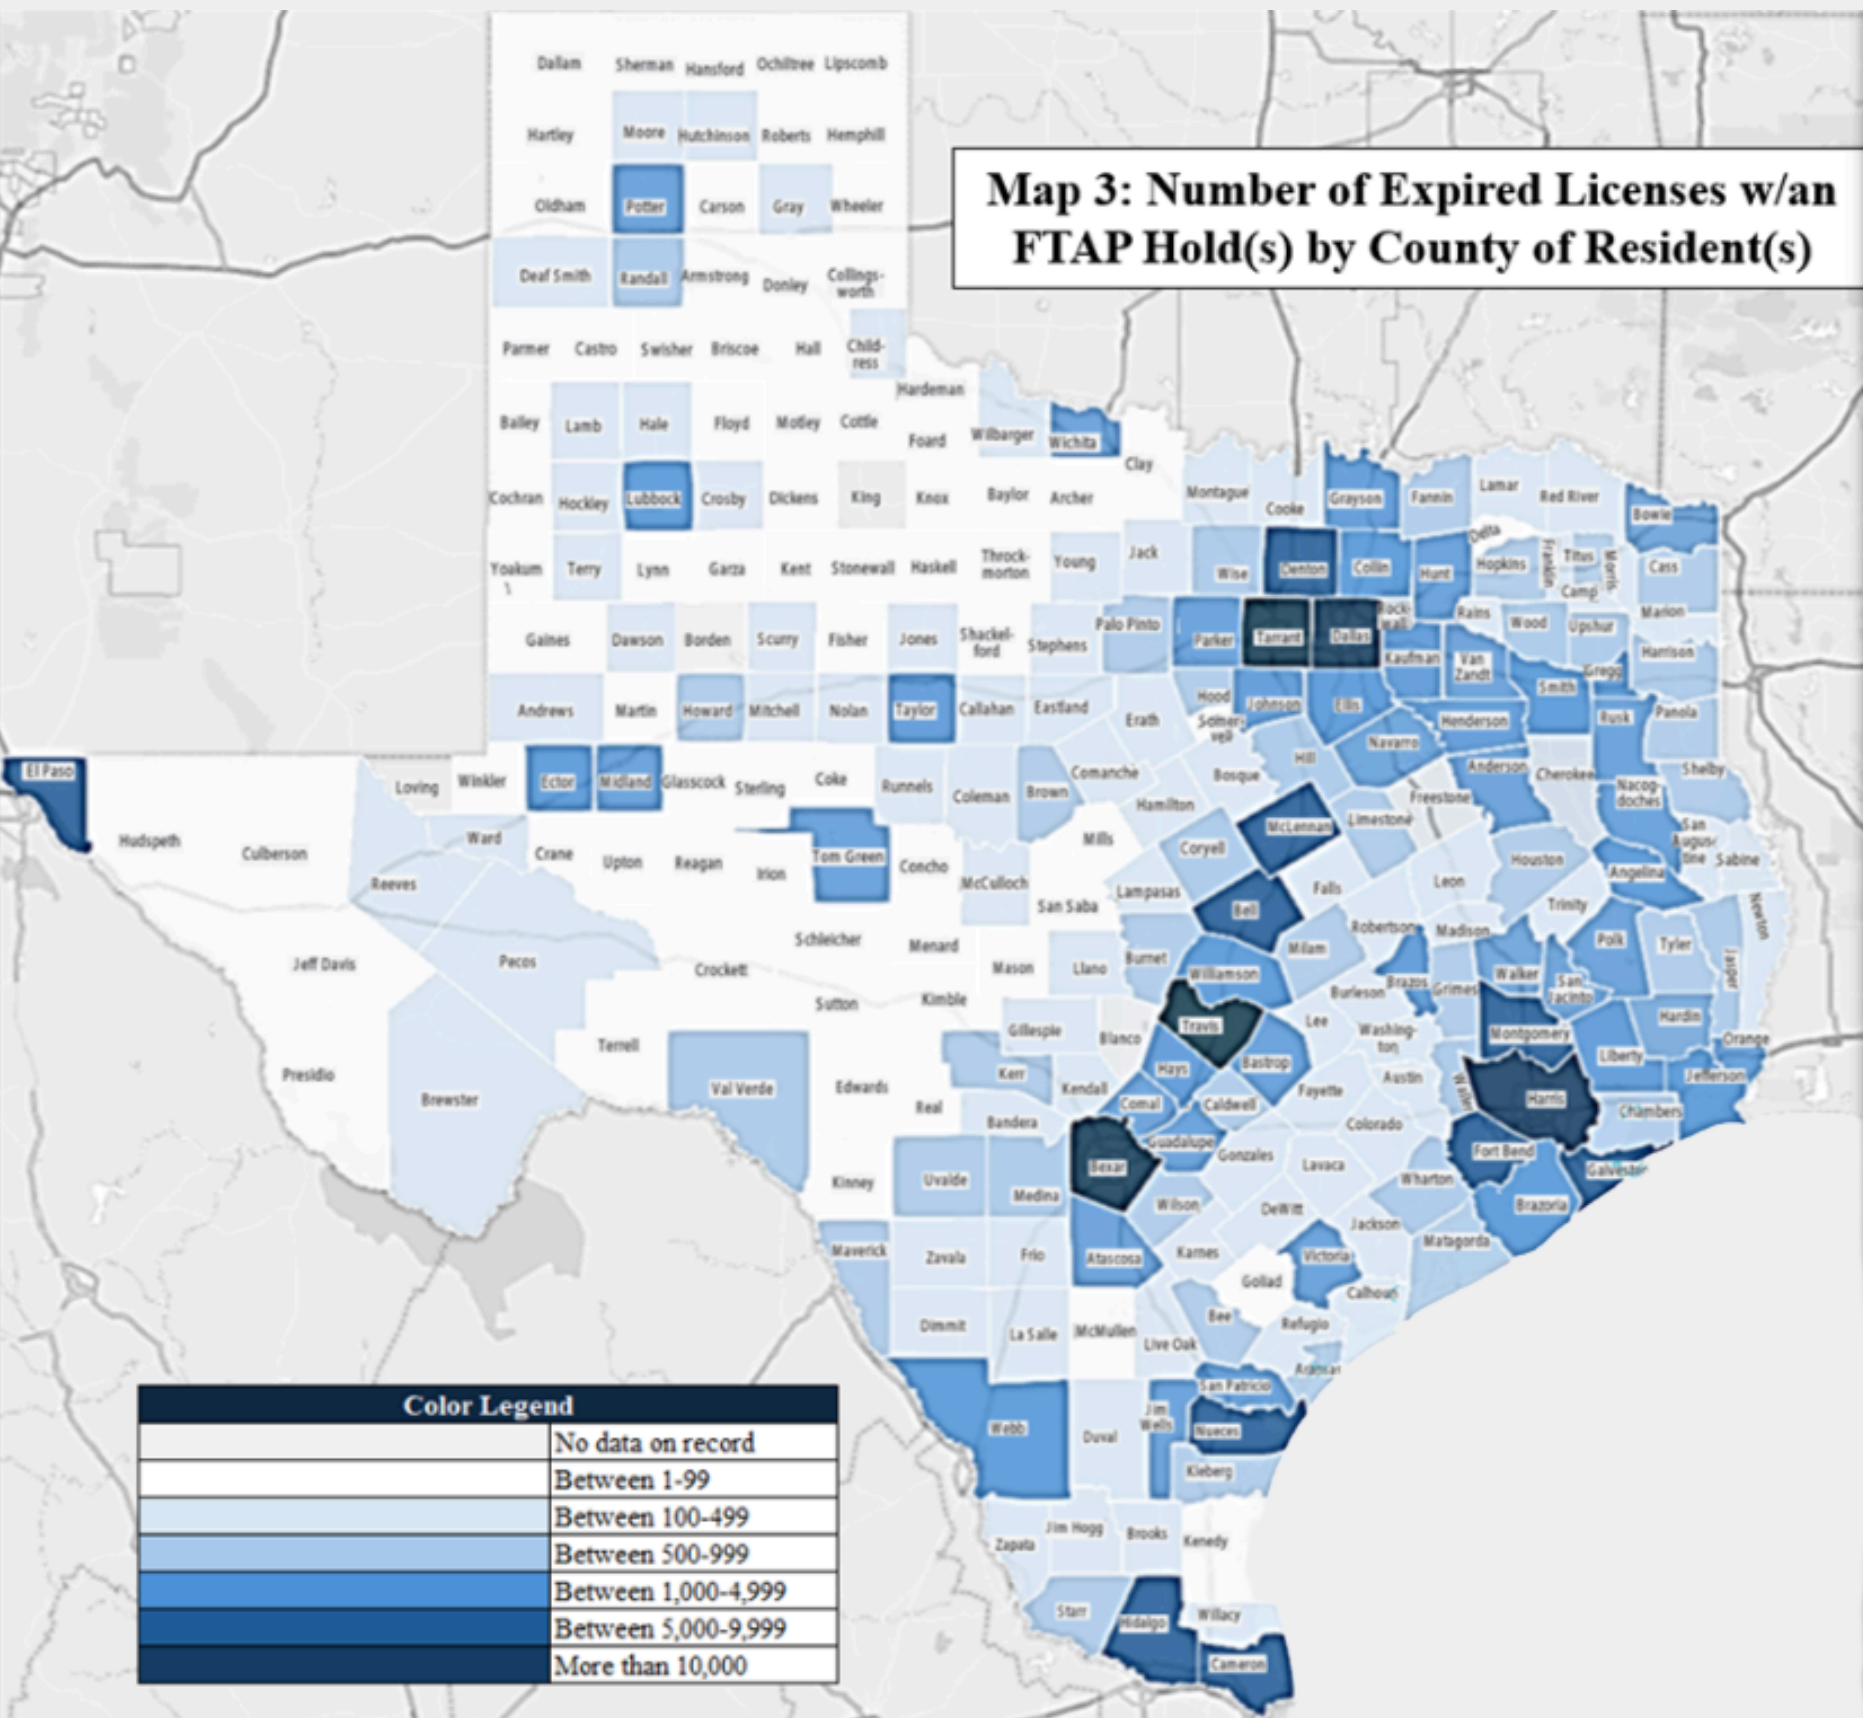 Map 3: Number of Expired Licenses w/an
FTAP Hold(s) by County of Resident(s)
Dallam Sherman Hansford Ochiltree Lipscomb
Hartley Moore Hutchinson Roberts Hemphill
Oldham Potter Carson Gray Wheeler
Deaf Smith Randall Armstrong Donley Collings-
worth
Parmer Castro Swisher Briscoe Hall Child-
ress
Hardeman
Bailey Lamb Hale Floyd Motley Cottle
Foard Wilbarger Wichita
Clay
Cochran Hockley Lubbock Crosby Dickens King Knox Baylor Archer
Montague Cooke Grayson Fannin Lamar Red River Bowie
Delta
Yoakum Terry Lynn Garza Kent Stonewall Haskell Throck-
morton Young Jack Wise Denton Collin Hunt Hopkins Franklin Titus Morris Cass
Camp
Gaines Dawson Borden Scurry Fisher Jones Shackel-
ford Stephens Palo Pinto Parker Tarrant Dallas Rock-
wall Rains Wood Upshur Marion
Kaufman Van
Zandt Gregg Harrison
Andrews Martin Howard Mitchell Nolan Taylor Callahan Eastland Erath Hood Johnson Ellis Smith Rusk Panola
Somer-
vell Navarro Henderson
El Paso Loving Winkler Ector Midland Glasscock Sterling Coke Runnels Coleman Brown Comanche Bosque Hill Anderson Cherokee Shelby
Hamilton Freestone Nacog-
doches
Hudspeth Culberson Ward Crane Upton Reagan Irion Tom Green Concho Mills McLennan Limestone San
Augus-
tine Sabine
Reeves McCulloch Coryell Houston Angelina
San Saba Lampasas Bell Falls Leon Trinity Newton
Jeff Davis Pecos Crockett Schleicher Menard Mason Llano Burnet Milam Robertson Madison Polk Tyler Jasper
Williamson Brazos Grimes Walker San
Jacinto
Sutton Kimble Burleson
Terrell Gillespie Blanco Travis Lee Washing-
ton Montgomery Hardin Orange
Presidio Brewster Val Verde Edwards Kerr Kendall Hays Bastrop Liberty Jefferson
Real Bandera Comal Caldwell Fayette Austin Waller Harris Chambers
Guadalupe Colorado
Kinney Uvalde Medina Bexar Gonzales Lavaca Fort Bend Galveston
Wilson Wharton Brazoria
Maverick Zavala Frio Atascosa Karnes DeWitt Jackson Matagorda
Victoria
Goliad Calhoun
Dimmit La Salle McMullen Live Oak Bee Refugio
Aransas
San Patricio
Webb Duval Jim
Wells Nueces
Kleberg
Zapata Jim Hogg Brooks Kenedy
Starr Hidalgo Willacy
Cameron
Color Legend
No data on record
Between 1-99
Between 100-499
Between 500-999
Between 1,000-4,999
Between 5,000-9,999
More than 10,000